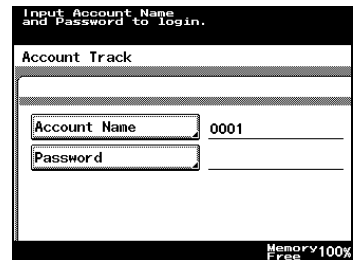 Input Account Name
and Password to login.
Account Track
Account Name 0001
Password
Memory 100%
Free